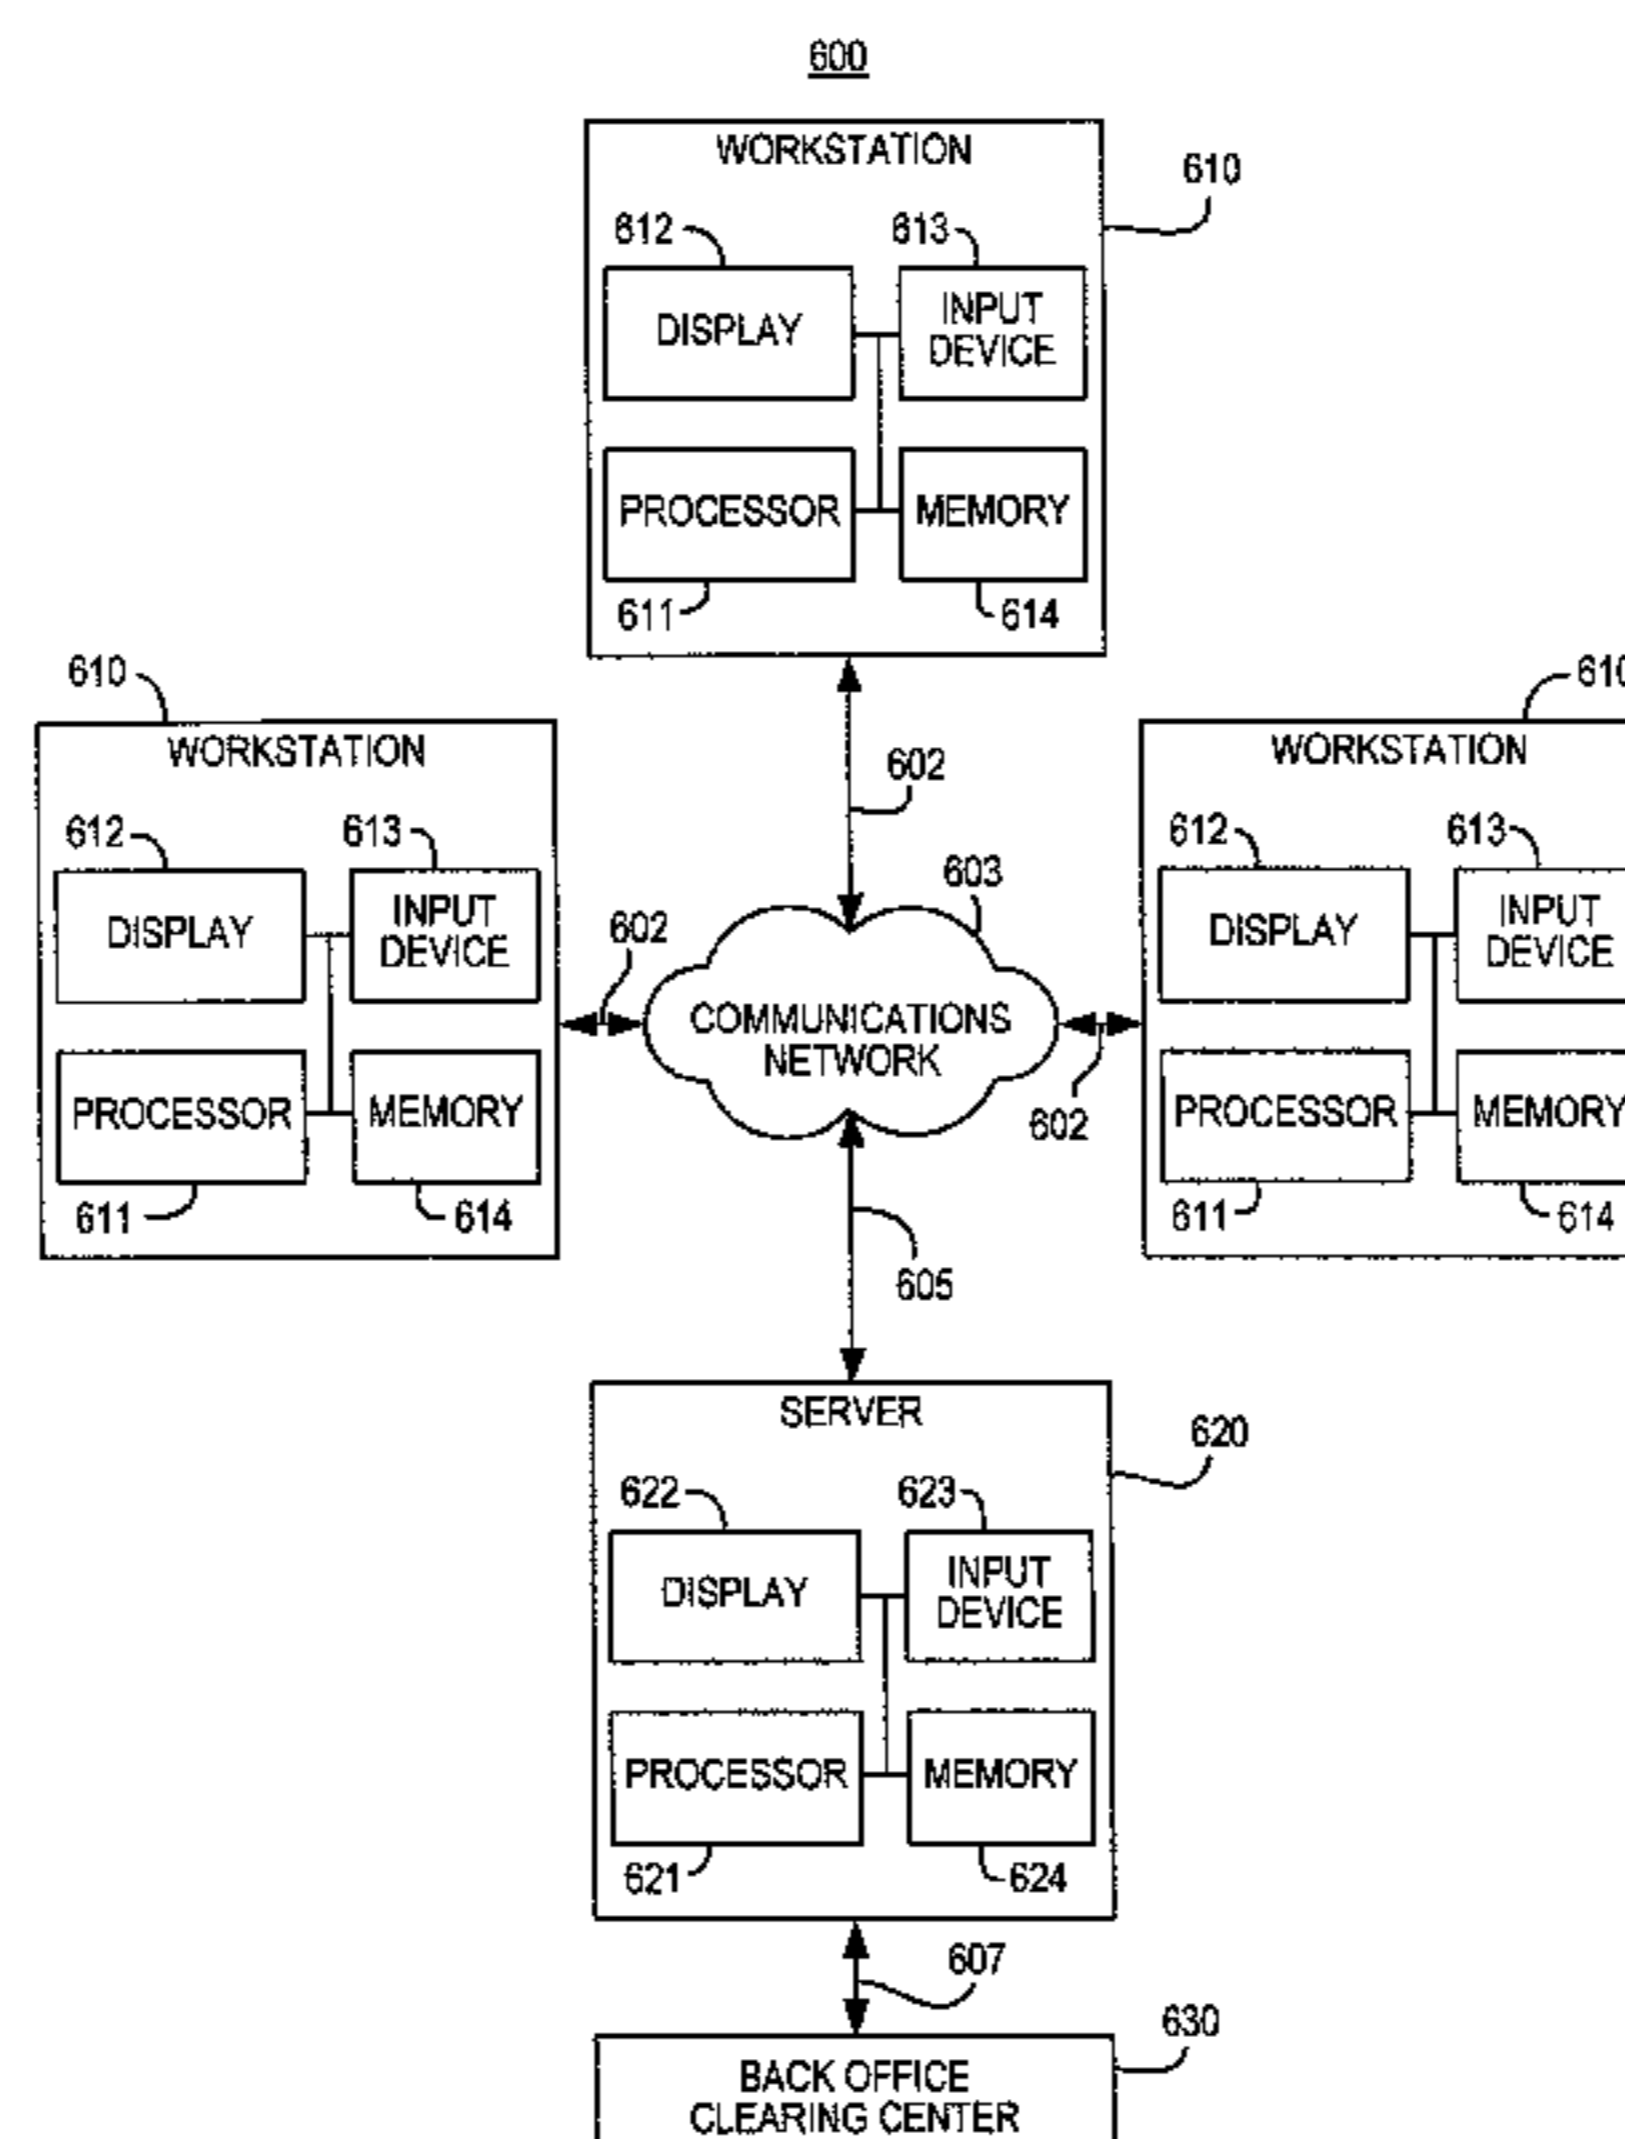 600
WORKSTATION
610
612
613
DISPLAY
INPUT
DEVICE
PROCESSOR
MEMORY
611
614
610
WORKSTATION
612
613
DISPLAY
INPUT
DEVICE
PROCESSOR
MEMORY
611
614
602
603
602
COMMUNICATIONS
NETWORK
602
605
610
WORKSTATION
612
613
DISPLAY
INPUT
DEVICE
PROCESSOR
MEMORY
611
614
SERVER
620
622
623
DISPLAY
INPUT
DEVICE
PROCESSOR
MEMORY
621
624
607
630
BACK OFFICE
CLEARING CENTER